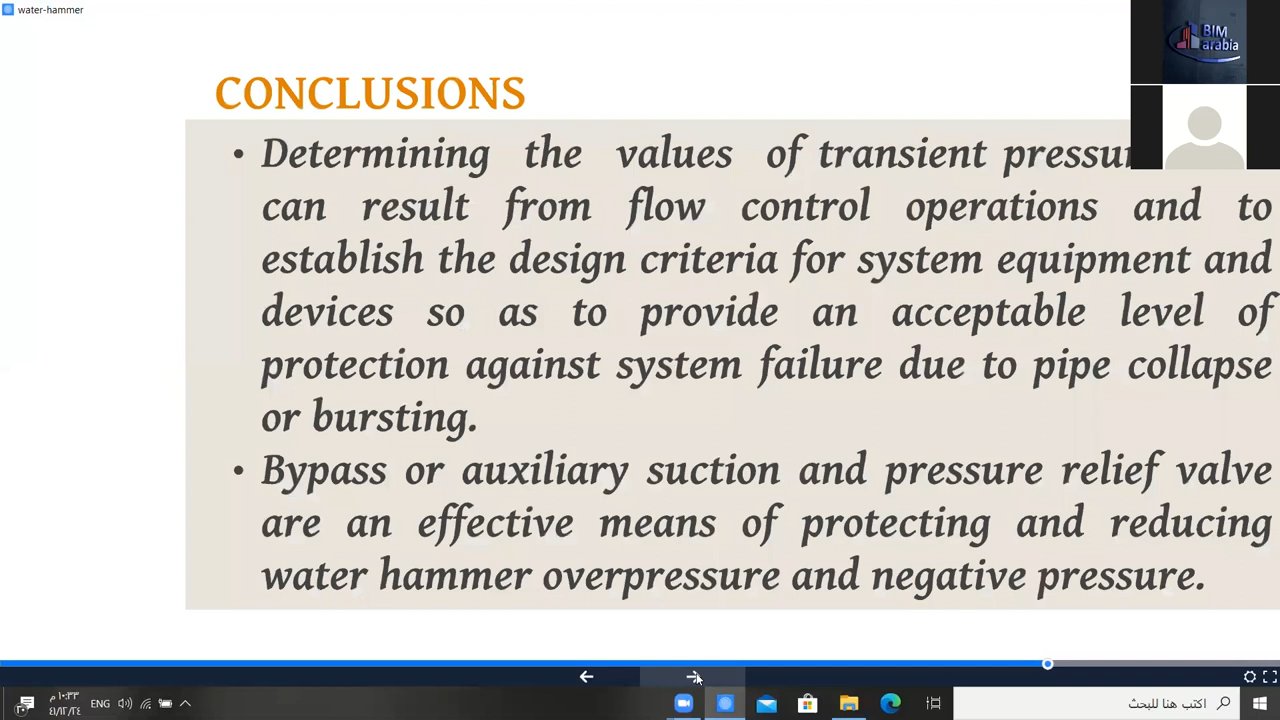 water-hammer
BIM
arabia
CONCLUSIONS
• Determining the values of transient
can result from flow control operations and to
establish the design criteria for system equipment and
devices so as to provide an acceptable level of
protection against system failure due to pipe collapse
or bursting.
• Bypass or auxiliary suction and pressure relief valve
are an effective means of protecting and reducing
water hammer overpressure and negative pressure.
١٠:٣٣ م
ENG
اكتب هنا للبحث